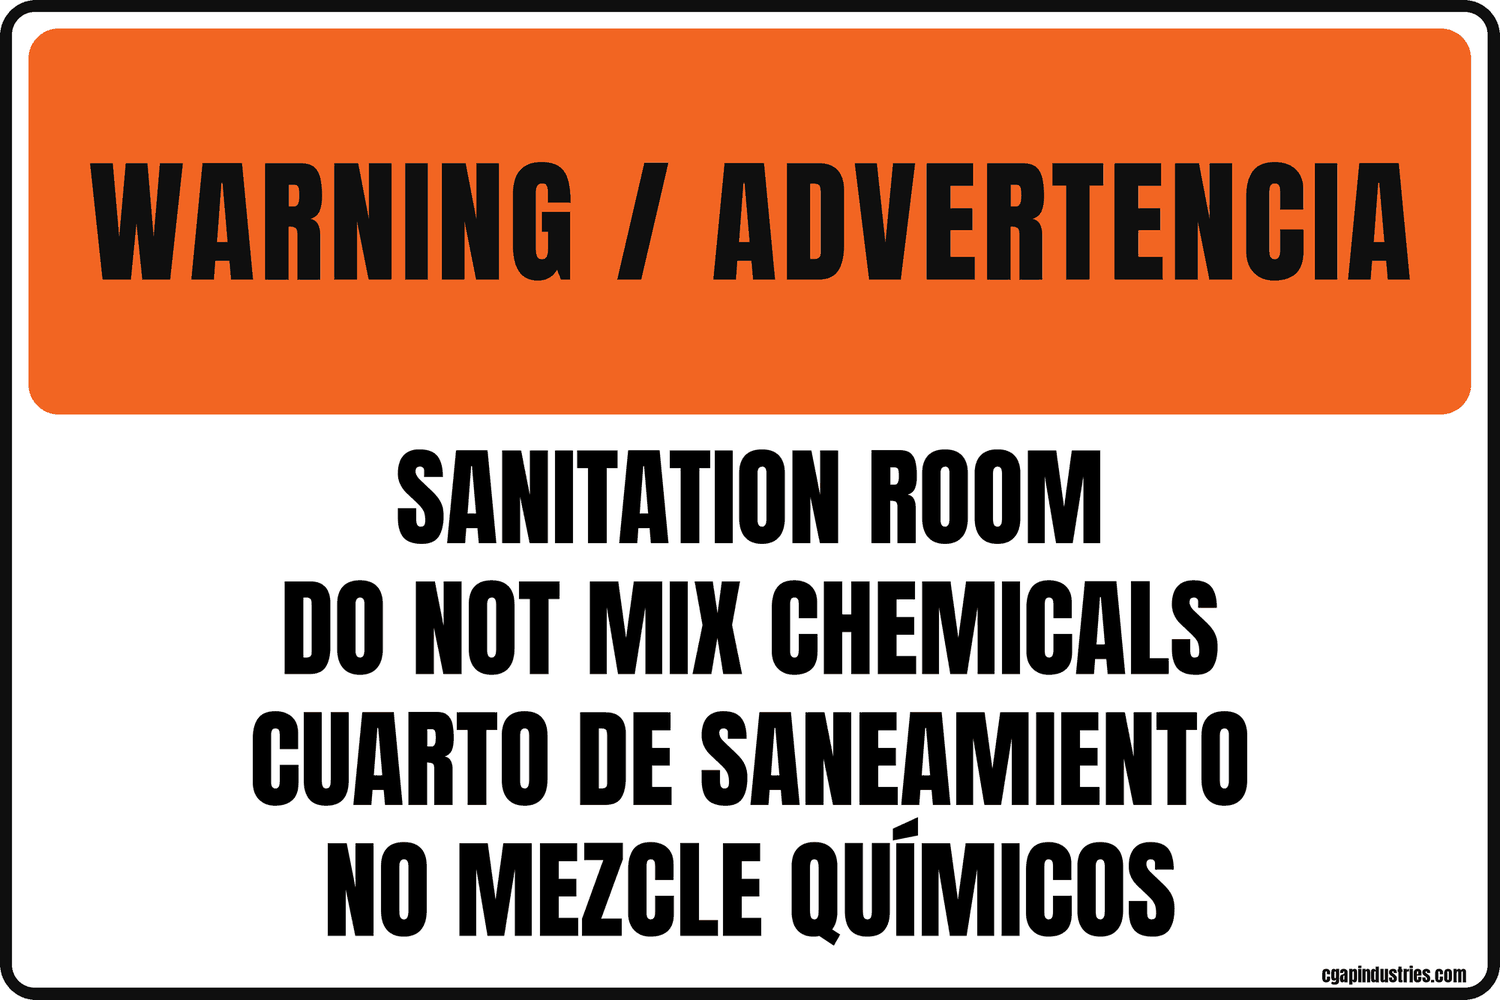 WARNING / ADVERTENCIA
SANITATION ROOM
DO NOT MIX CHEMICALS
CUARTO DE SANEAMIENTO
NO MEZCLE QUÍMICOS
cgapindustries.com